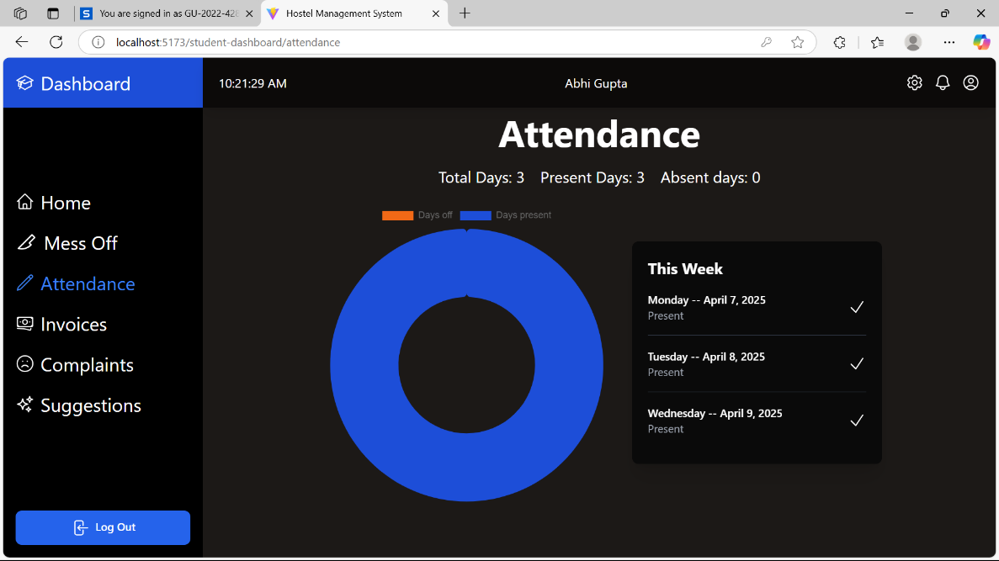 You are signed in as GU-2022-428
Hostel Management System
localhost:5173/student-dashboard/attendance
Dashboard
10:21:29 AM
Abhi Gupta
Home
Mess Off
Attendance
Invoices
Complaints
Suggestions
Log Out
Attendance
Total Days: 3 Present Days: 3 Absent days: 0
Days off Days present
This Week
Monday -- April 7, 2025
Present
Tuesday -- April 8, 2025
Present
Wednesday -- April 9, 2025
Present